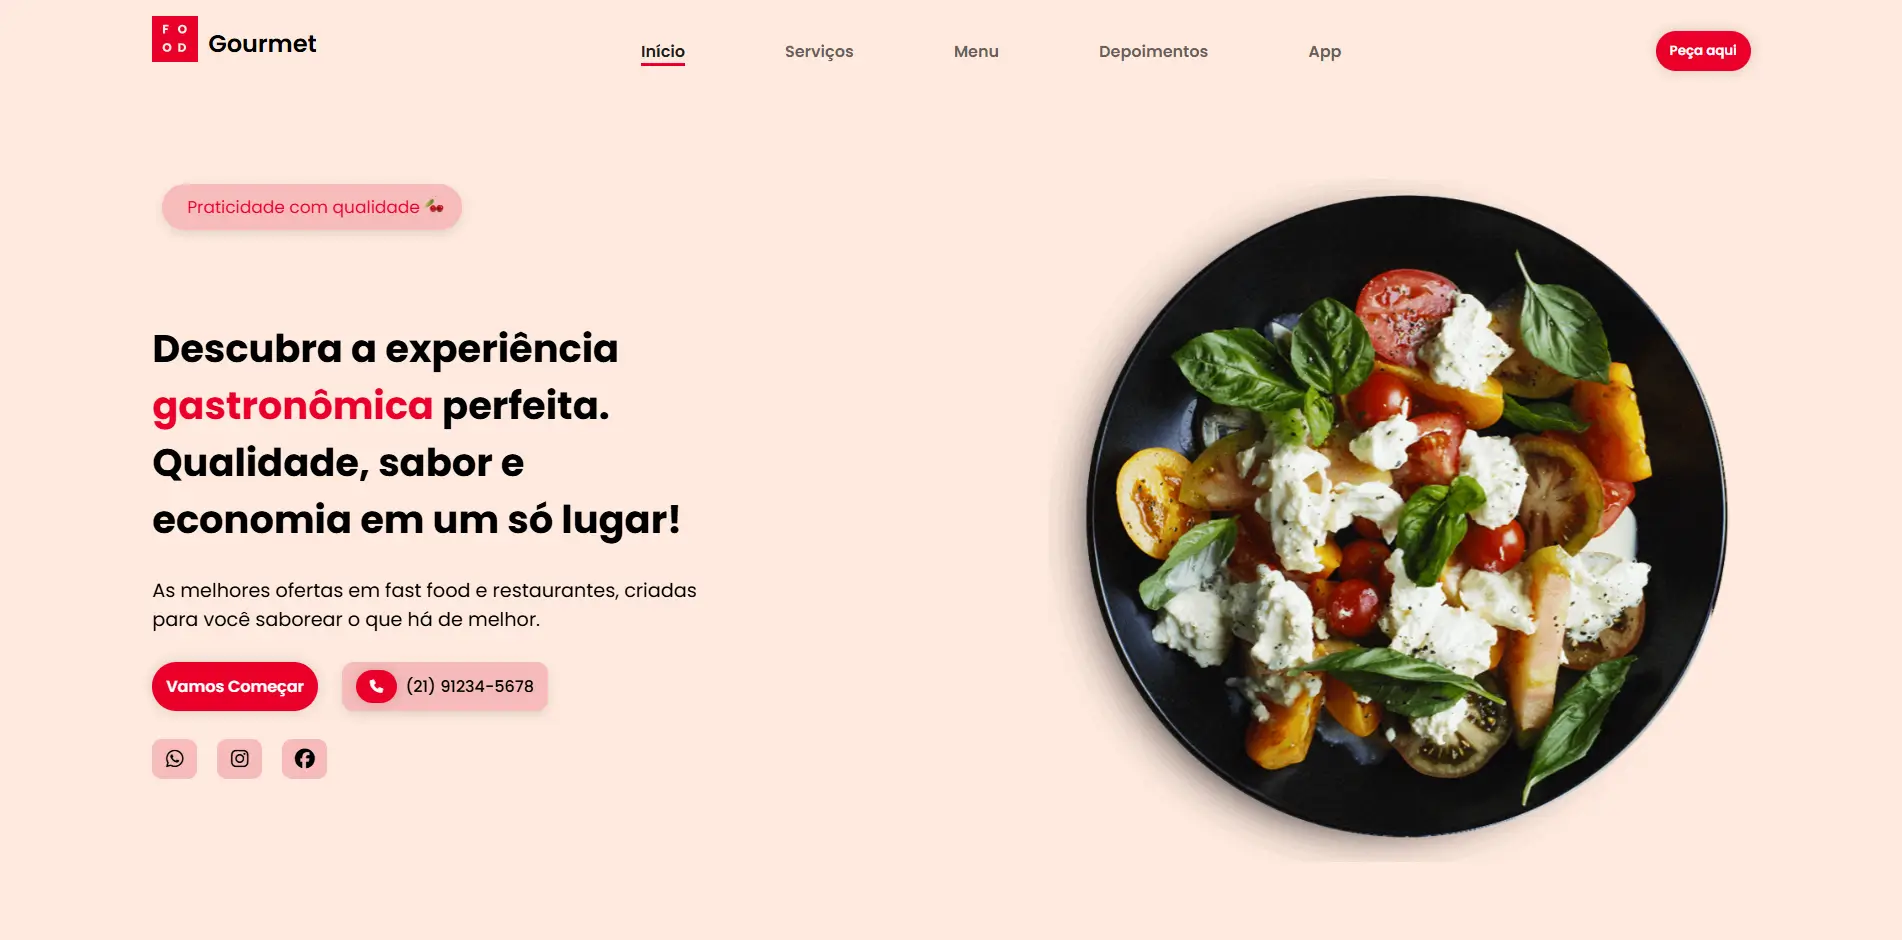 F O
O D
Gourmet
Início
Serviços
Menu
Depoimentos
App
Peça aqui
Praticidade com qualidade 🍒
Descubra a experiência
gastronômica perfeita.
Qualidade, sabor e
economia em um só lugar!
As melhores ofertas em fast food e restaurantes, criadas
para você saborear o que há de melhor.
Vamos Começar
(21) 91234-5678